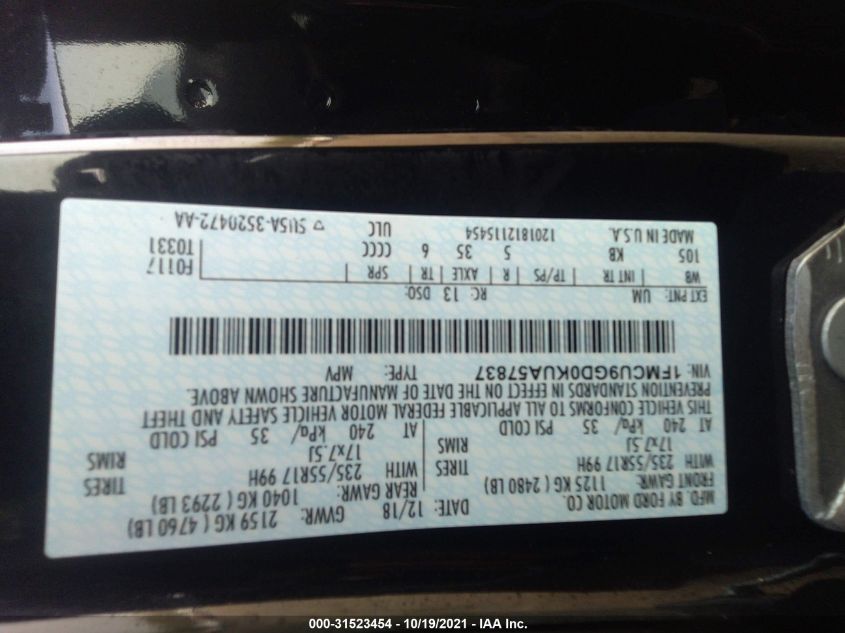 MFD. BY FORD MOTOR CO.
DATE: 12/18 GVWR: 2159 KG ( 4760 LB)
FRONT GAWR: 1125 KG ( 2480 LB) REAR GAWR: 1040 KG ( 2293 LB)
WITH 235/55R17 99H TIRES WITH 235/55R17 99H TIRES
17x7.5J RIMS 17x7.5J RIMS
AT 240 kPa/ 35 PSI COLD AT 240 kPa/ 35 PSI COLD
THIS VEHICLE CONFORMS TO ALL APPLICABLE FEDERAL MOTOR VEHICLE SAFETY AND THEFT
PREVENTION STANDARDS IN EFFECT ON THE DATE OF MANUFACTURE SHOWN ABOVE.
VIN: 1FMCU9GD0KUA57837 TYPE: MPV
EXT PNT: UM RC: 13 DSO:
WB INT TR TP/PS R AXLE TR SPR F0117
105 KB 5 35 6 CCCC T0331
MADE IN U.S.A. 1201812115454 ULC ▽ 5U5A-3520472-AA
000-31523454 - 10/19/2021 - IAA Inc.